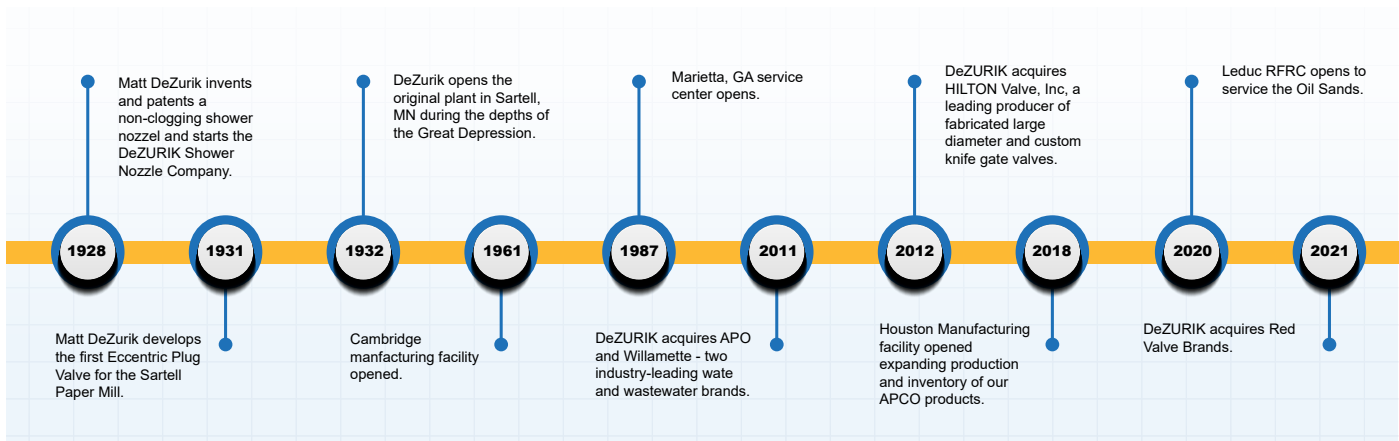 Matt DeZurik invents
and patents a
non-clogging shower
nozzel and starts the
DeZURIK Shower
Nozzle Company.
DeZurik opens the
original plant in Sartell,
MN during the depths of
the Great Depression.
Marietta, GA service
center opens.
DeZURIK acquires
HILTON Valve, Inc, a
leading producer of
fabricated large
diameter and custom
knife gate valves.
Leduc RFRC opens to
service the Oil Sands.
1928
1931
1932
1961
1987
2011
2012
2018
2020
2021
Matt DeZurik develops
the first Eccentric Plug
Valve for the Sartell
Paper Mill.
Cambridge
manfacturing facility
opened.
DeZURIK acquires APO
and Willamette - two
industry-leading wate
and wastewater brands.
Houston Manufacturing
facility opened
expanding production
and inventory of our
APCO products.
DeZURIK acquires Red
Valve Brands.